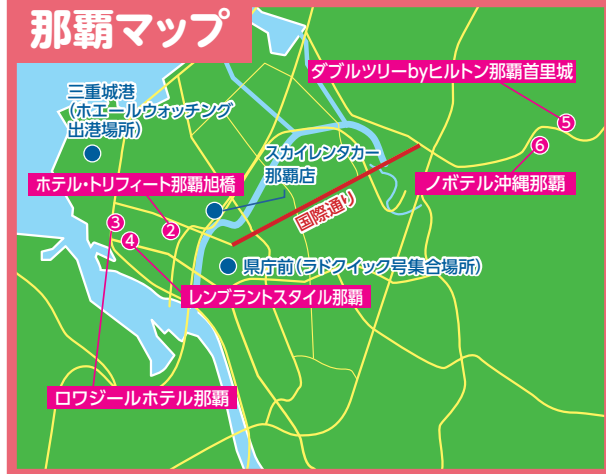 那覇マップ
ダブルツリーbyヒルトン那覇首里城
三重城港
（ホエールウォッチング
出港場所）
⑤
⑥
スカイレンタカー
那覇店
ホテル・トリフィート那覇旭橋
ノボテル沖縄那覇
国際通り
③
②
④
県庁前（ラドクイック号集合場所）
レンブラントスタイル那覇
ロワジールホテル那覇